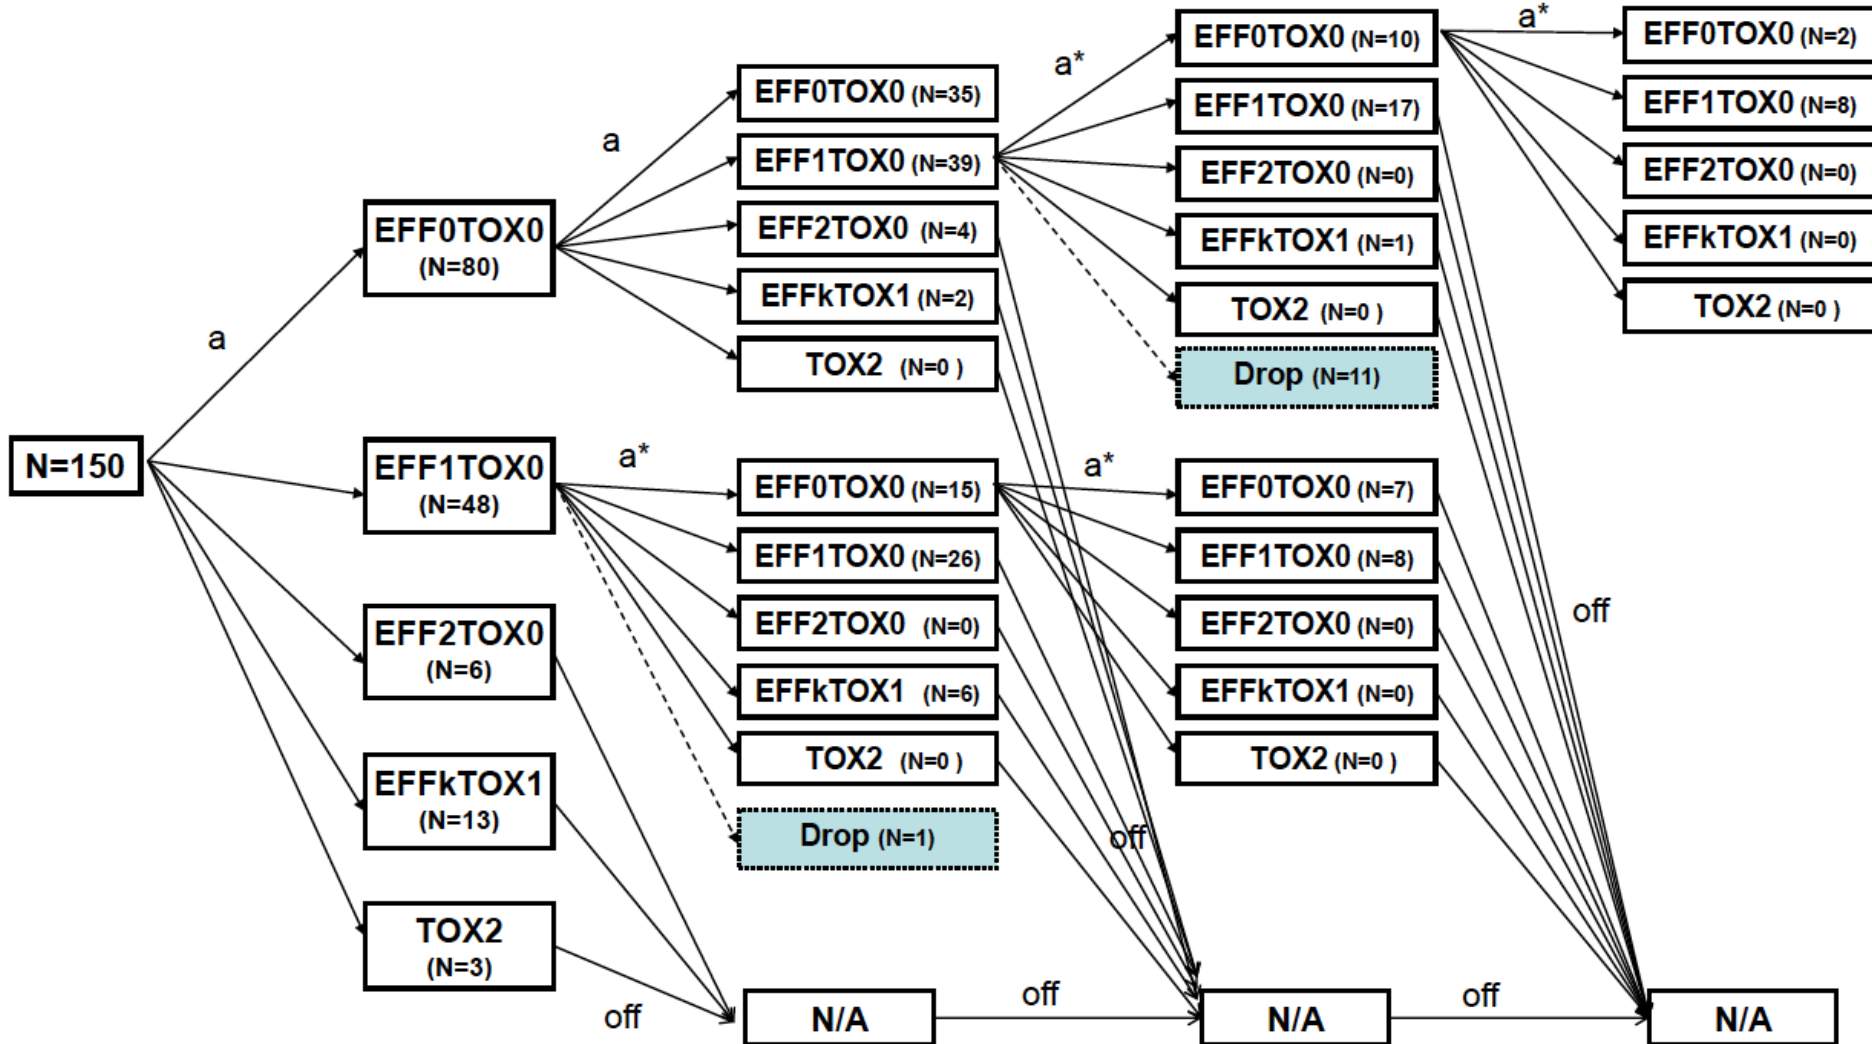 N=150
a
EFF0TOX0
(N=80)
EFF1TOX0
(N=48)
EFF2TOX0
(N=6)
EFFkTOX1
(N=13)
TOX2
(N=3)
off
a
EFF0TOX0 (N=35)
EFF1TOX0 (N=39)
EFF2TOX0 (N=4)
EFFkTOX1 (N=2)
TOX2 (N=0 )
a*
EFF0TOX0 (N=15)
EFF1TOX0 (N=26)
EFF2TOX0 (N=0)
EFFkTOX1 (N=6)
TOX2 (N=0 )
Drop (N=1)
N/A
off
off
a*
EFF0TOX0 (N=10)
EFF1TOX0 (N=17)
EFF2TOX0 (N=0)
EFFkTOX1 (N=1)
TOX2 (N=0 )
Drop (N=11)
a*
EFF0TOX0 (N=7)
EFF1TOX0 (N=8)
EFF2TOX0 (N=0)
EFFkTOX1 (N=0)
TOX2 (N=0 )
N/A
off
off
a*
EFF0TOX0 (N=2)
EFF1TOX0 (N=8)
EFF2TOX0 (N=0)
EFFkTOX1 (N=0)
TOX2 (N=0 )
N/A